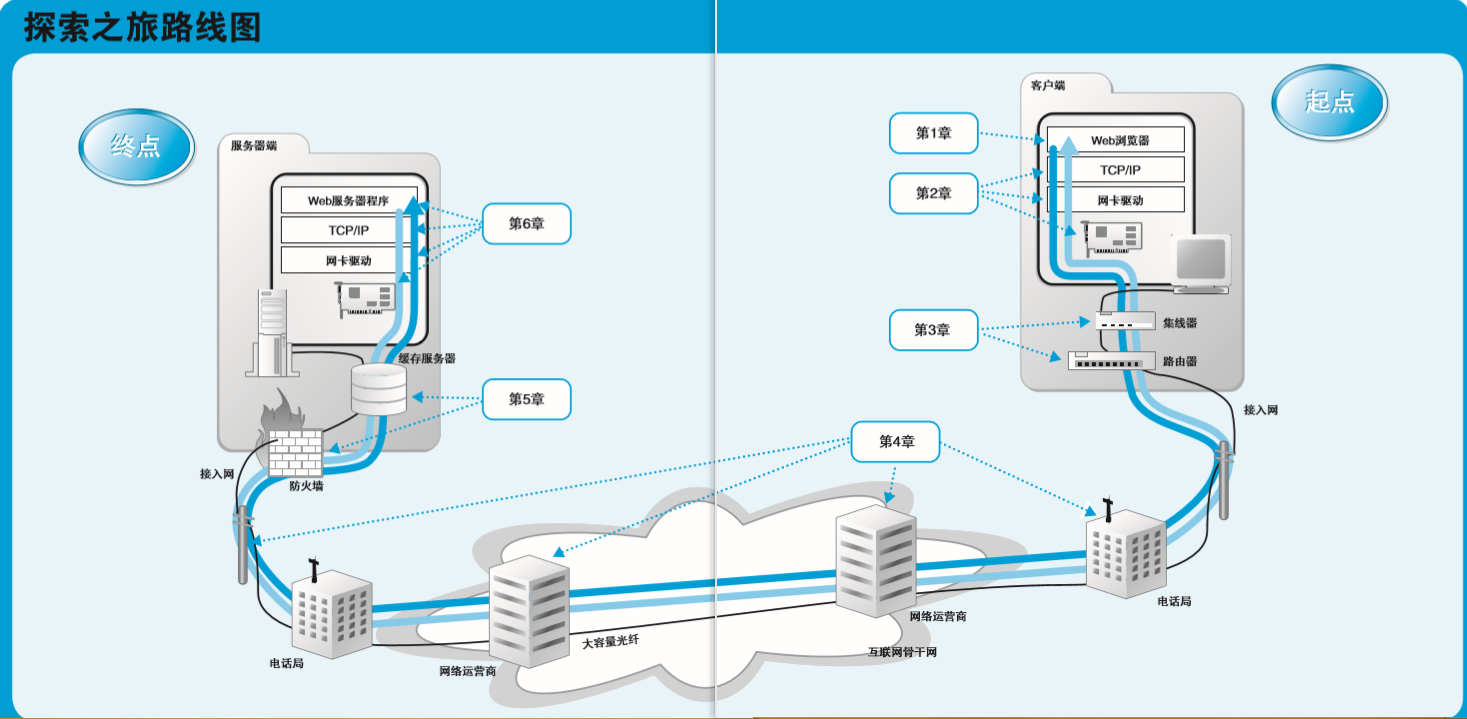 探索之旅路线图
终点
服务器端
Web服务器程序
TCP/IP
网卡驱动
第6章
缓存服务器
第5章
接入网
防火墙
电话局
网络运营商
大容量光纤
起点
客户端
第1章
Web浏览器
TCP/IP
第2章
网卡驱动
第3章
集线器
路由器
接入网
第4章
电话局
网络运营商
互联网骨干网